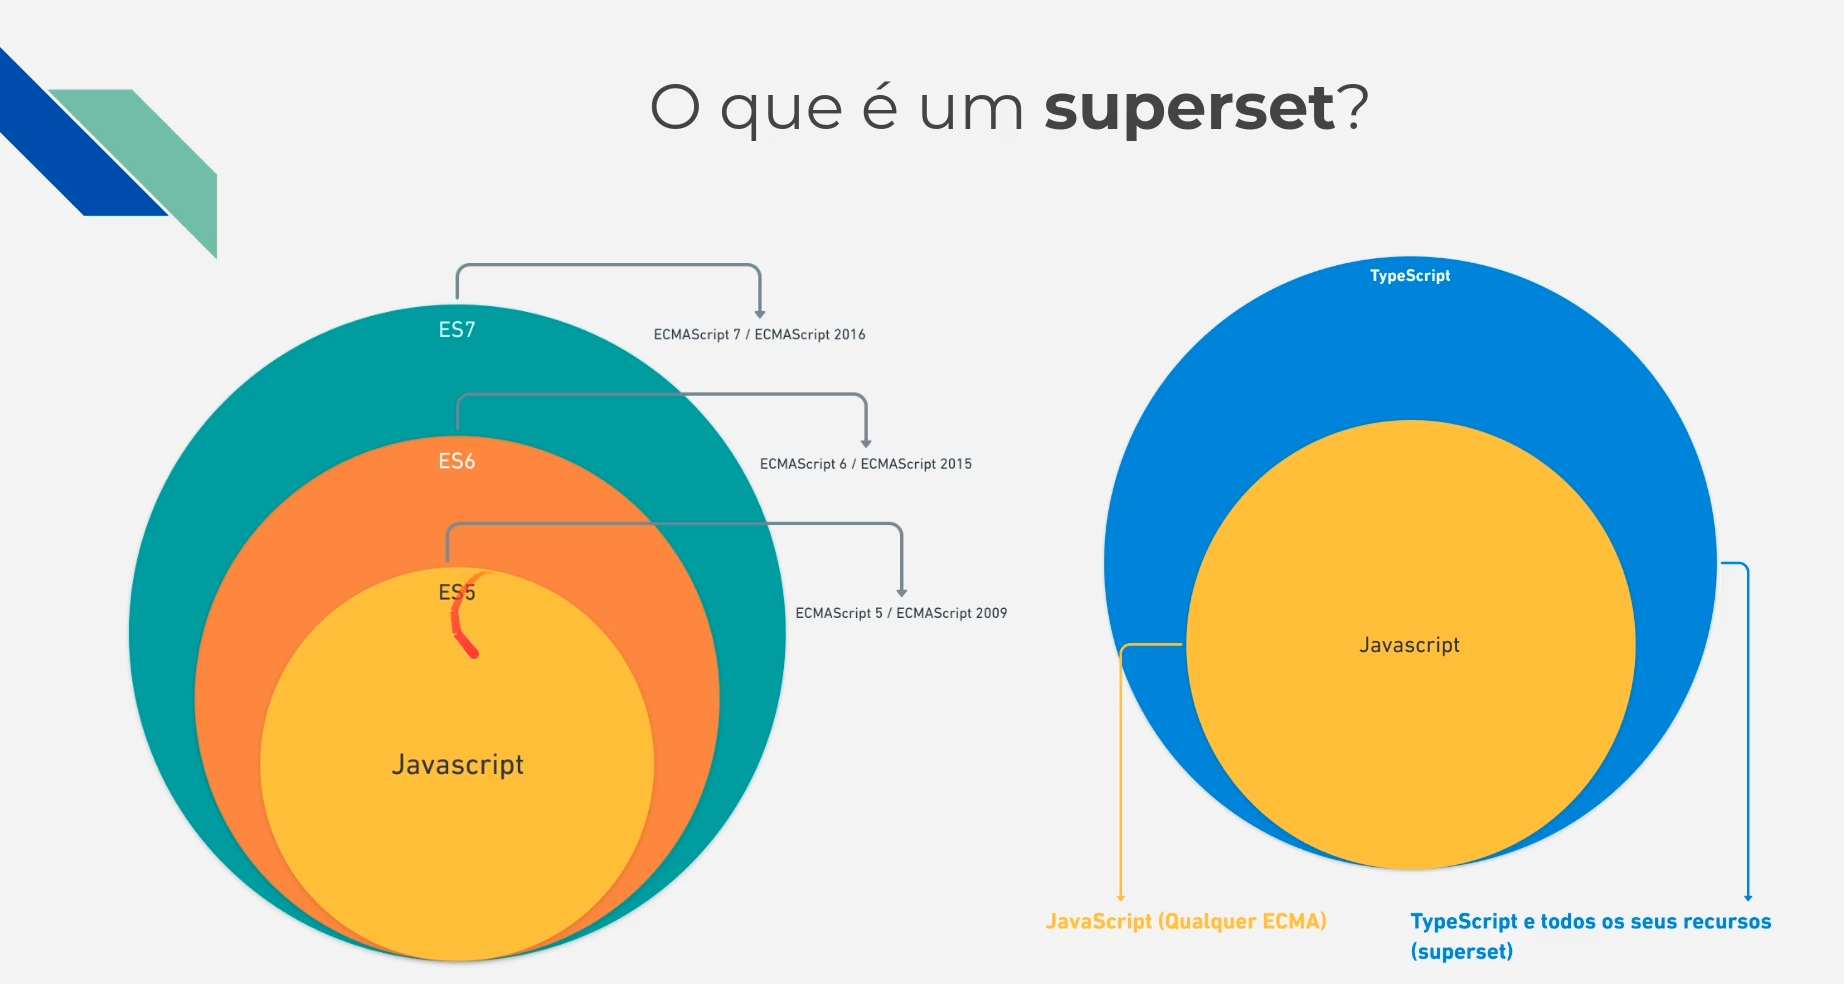 O que é um superset?
ES7
ECMAScript 7 / ECMAScript 2016
ES6
ECMAScript 6 / ECMAScript 2015
ES5
ECMAScript 5 / ECMAScript 2009
Javascript
TypeScript
Javascript
JavaScript (Qualquer ECMA)
TypeScript e todos os seus recursos
(superset)